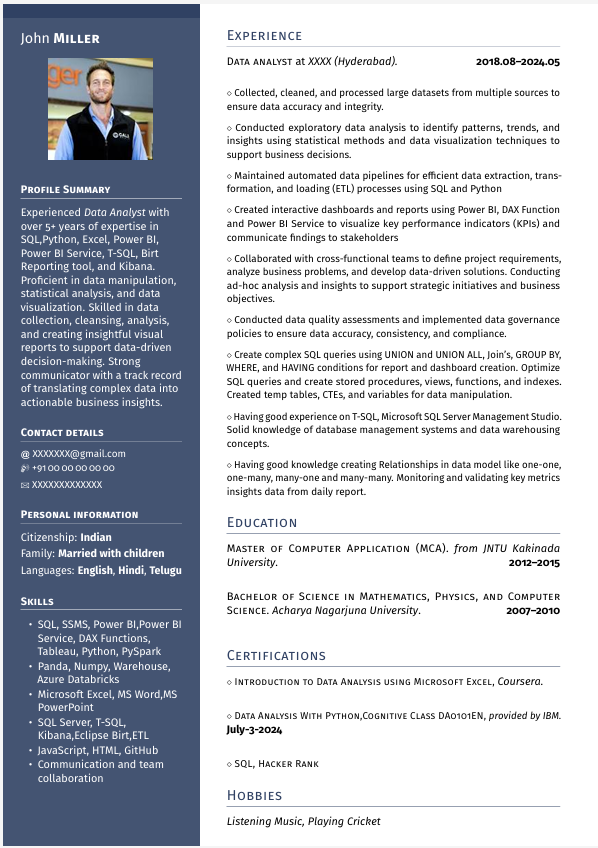 John Miller
ger
GALE
Profile Summary
Experienced Data Analyst with
over 5+ years of expertise in
SQL,Python, Excel, Power BI,
Power BI Service, T-SQL, Birt
Reporting tool, and Kibana.
Proficient in data manipulation,
statistical analysis, and data
visualization. Skilled in data
collection, cleansing, analysis,
and creating insightful visual
reports to support data-driven
decision-making. Strong
communicator with a track record
of translating complex data into
actionable business insights.
Contact details
@ XXXXXXX@gmail.com
+91 00 00 00 00 00
✉ XXXXXXXXXXXXX
Personal information
Citizenship: Indian
Family: Married with children
Languages: English, Hindi, Telugu
Skills
• SQL, SSMS, Power BI,Power BI
Service, DAX Functions,
Tableau, Python, PySpark
• Panda, Numpy, Warehouse,
Azure Databricks
• Microsoft Excel, MS Word,MS
PowerPoint
• SQL Server, T-SQL,
Kibana,Eclipse Birt,ETL
• JavaScript, HTML, GitHub
• Communication and team
collaboration
Experience
Data analyst at XXXX (Hyderabad). 2018.08–2024.05
⋄ Collected, cleaned, and processed large datasets from multiple sources to
ensure data accuracy and integrity.
⋄ Conducted exploratory data analysis to identify patterns, trends, and
insights using statistical methods and data visualization techniques to
support business decisions.
⋄ Maintained automated data pipelines for efficient data extraction, trans-
formation, and loading (ETL) processes using SQL and Python
⋄ Created interactive dashboards and reports using Power BI, DAX Function
and Power BI Service to visualize key performance indicators (KPIs) and
communicate findings to stakeholders
⋄ Collaborated with cross-functional teams to define project requirements,
analyze business problems, and develop data-driven solutions. Conducting
ad-hoc analysis and insights to support strategic initiatives and business
objectives.
⋄ Conducted data quality assessments and implemented data governance
policies to ensure data accuracy, consistency, and compliance.
⋄ Create complex SQL queries using UNION and UNION ALL, Join's, GROUP BY,
WHERE, and HAVING conditions for report and dashboard creation. Optimize
SQL queries and create stored procedures, views, functions, and indexes.
Created temp tables, CTEs, and variables for data manipulation.
⋄ Having good experience on T-SQL, Microsoft SQL Server Management Studio.
Solid knowledge of database management systems and data warehousing
concepts.
⋄ Having good knowledge creating Relationships in data model like one-one,
one-many, many-one and many-many. Monitoring and validating key metrics
insights data from daily report.
Education
Master of Computer Application (MCA). from JNTU Kakinada
University. 2012–2015
Bachelor of Science in Mathematics, Physics, and Computer
Science. Acharya Nagarjuna University. 2007–2010
Certifications
⋄ Introduction to Data Analysis using Microsoft Excel, Coursera.
⋄ Data Analysis With Python,Cognitive Class DA0101EN, provided by IBM.
July-3-2024
⋄ SQL, Hacker Rank
Hobbies
Listening Music, Playing Cricket